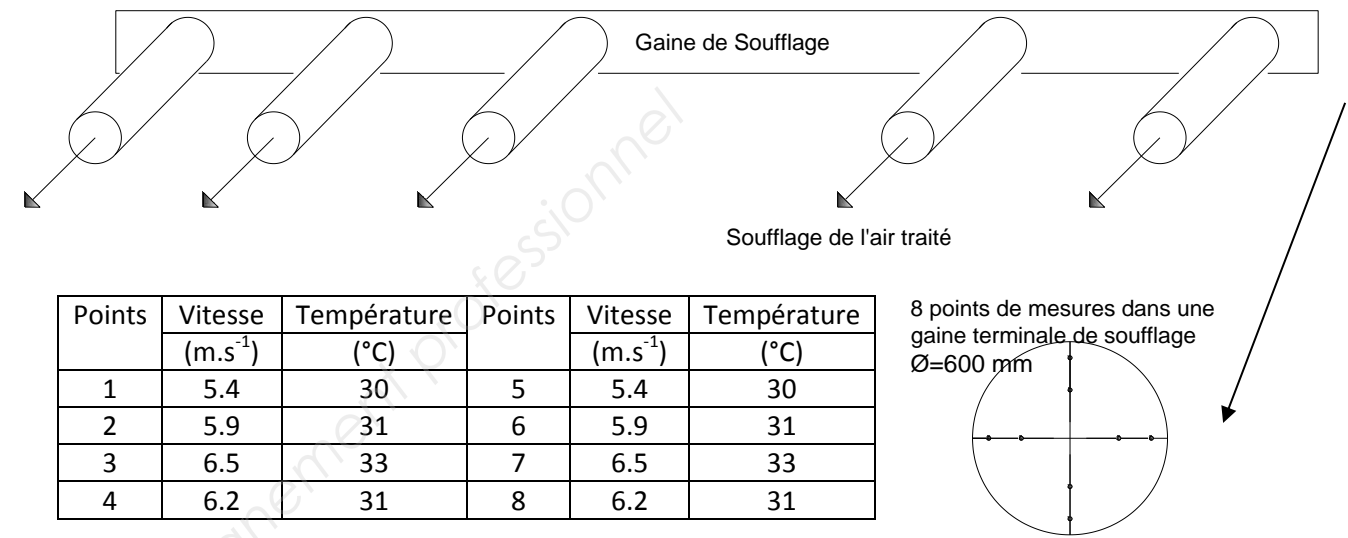 Gaine de Soufflage
Soufflage de l'air traité
Points Vitesse Température Points Vitesse Température
(m.s-1) (°C) (m.s-1) (°C)
1 5.4 30 5 5.4 30
2 5.9 31 6 5.9 31
3 6.5 33 7 6.5 33
4 6.2 31 8 6.2 31
8 points de mesures dans une
gaine terminale de soufflage
Ø=600 mm
gnement professionnel